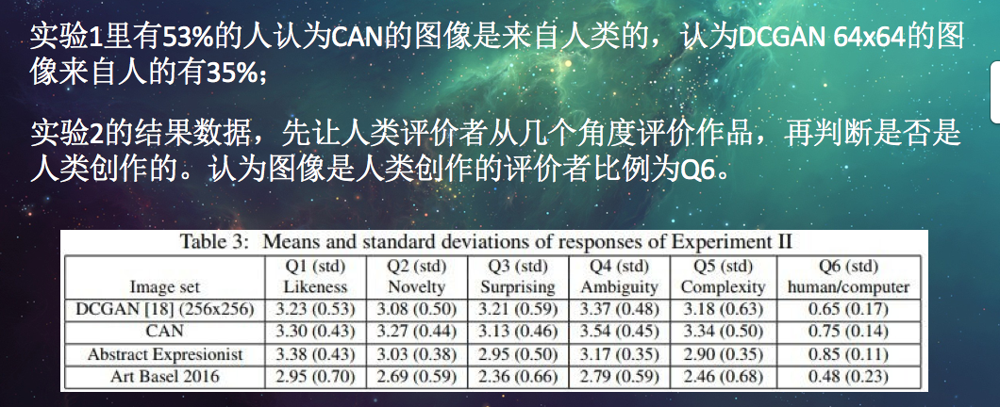 实验1里有53%的人认为CAN的图像是来自人类的，认为DCGAN 64x64的图
像来自人的有35%；
实验2的结果数据，先让人类评价者从几个角度评价作品，再判断是否是
人类创作的。认为图像是人类创作的评价者比例为Q6。
Table 3: Means and standard deviations of responses of Experiment II
Q1 (std) Q2 (std) Q3 (std) Q4 (std) Q5 (std) Q6 (std)
Image set Likeness Novelty Surprising Ambiguity Complexity human/computer
DCGAN [18] (256x256) 3.23 (0.53) 3.08 (0.50) 3.21 (0.59) 3.37 (0.48) 3.18 (0.63) 0.65 (0.17)
CAN 3.30 (0.43) 3.27 (0.44) 3.13 (0.46) 3.54 (0.45) 3.34 (0.50) 0.75 (0.14)
Abstract Expresionist 3.38 (0.43) 3.03 (0.38) 2.95 (0.50) 3.17 (0.35) 2.90 (0.35) 0.85 (0.11)
Art Basel 2016 2.95 (0.70) 2.69 (0.59) 2.36 (0.66) 2.79 (0.59) 2.46 (0.68) 0.48 (0.23)